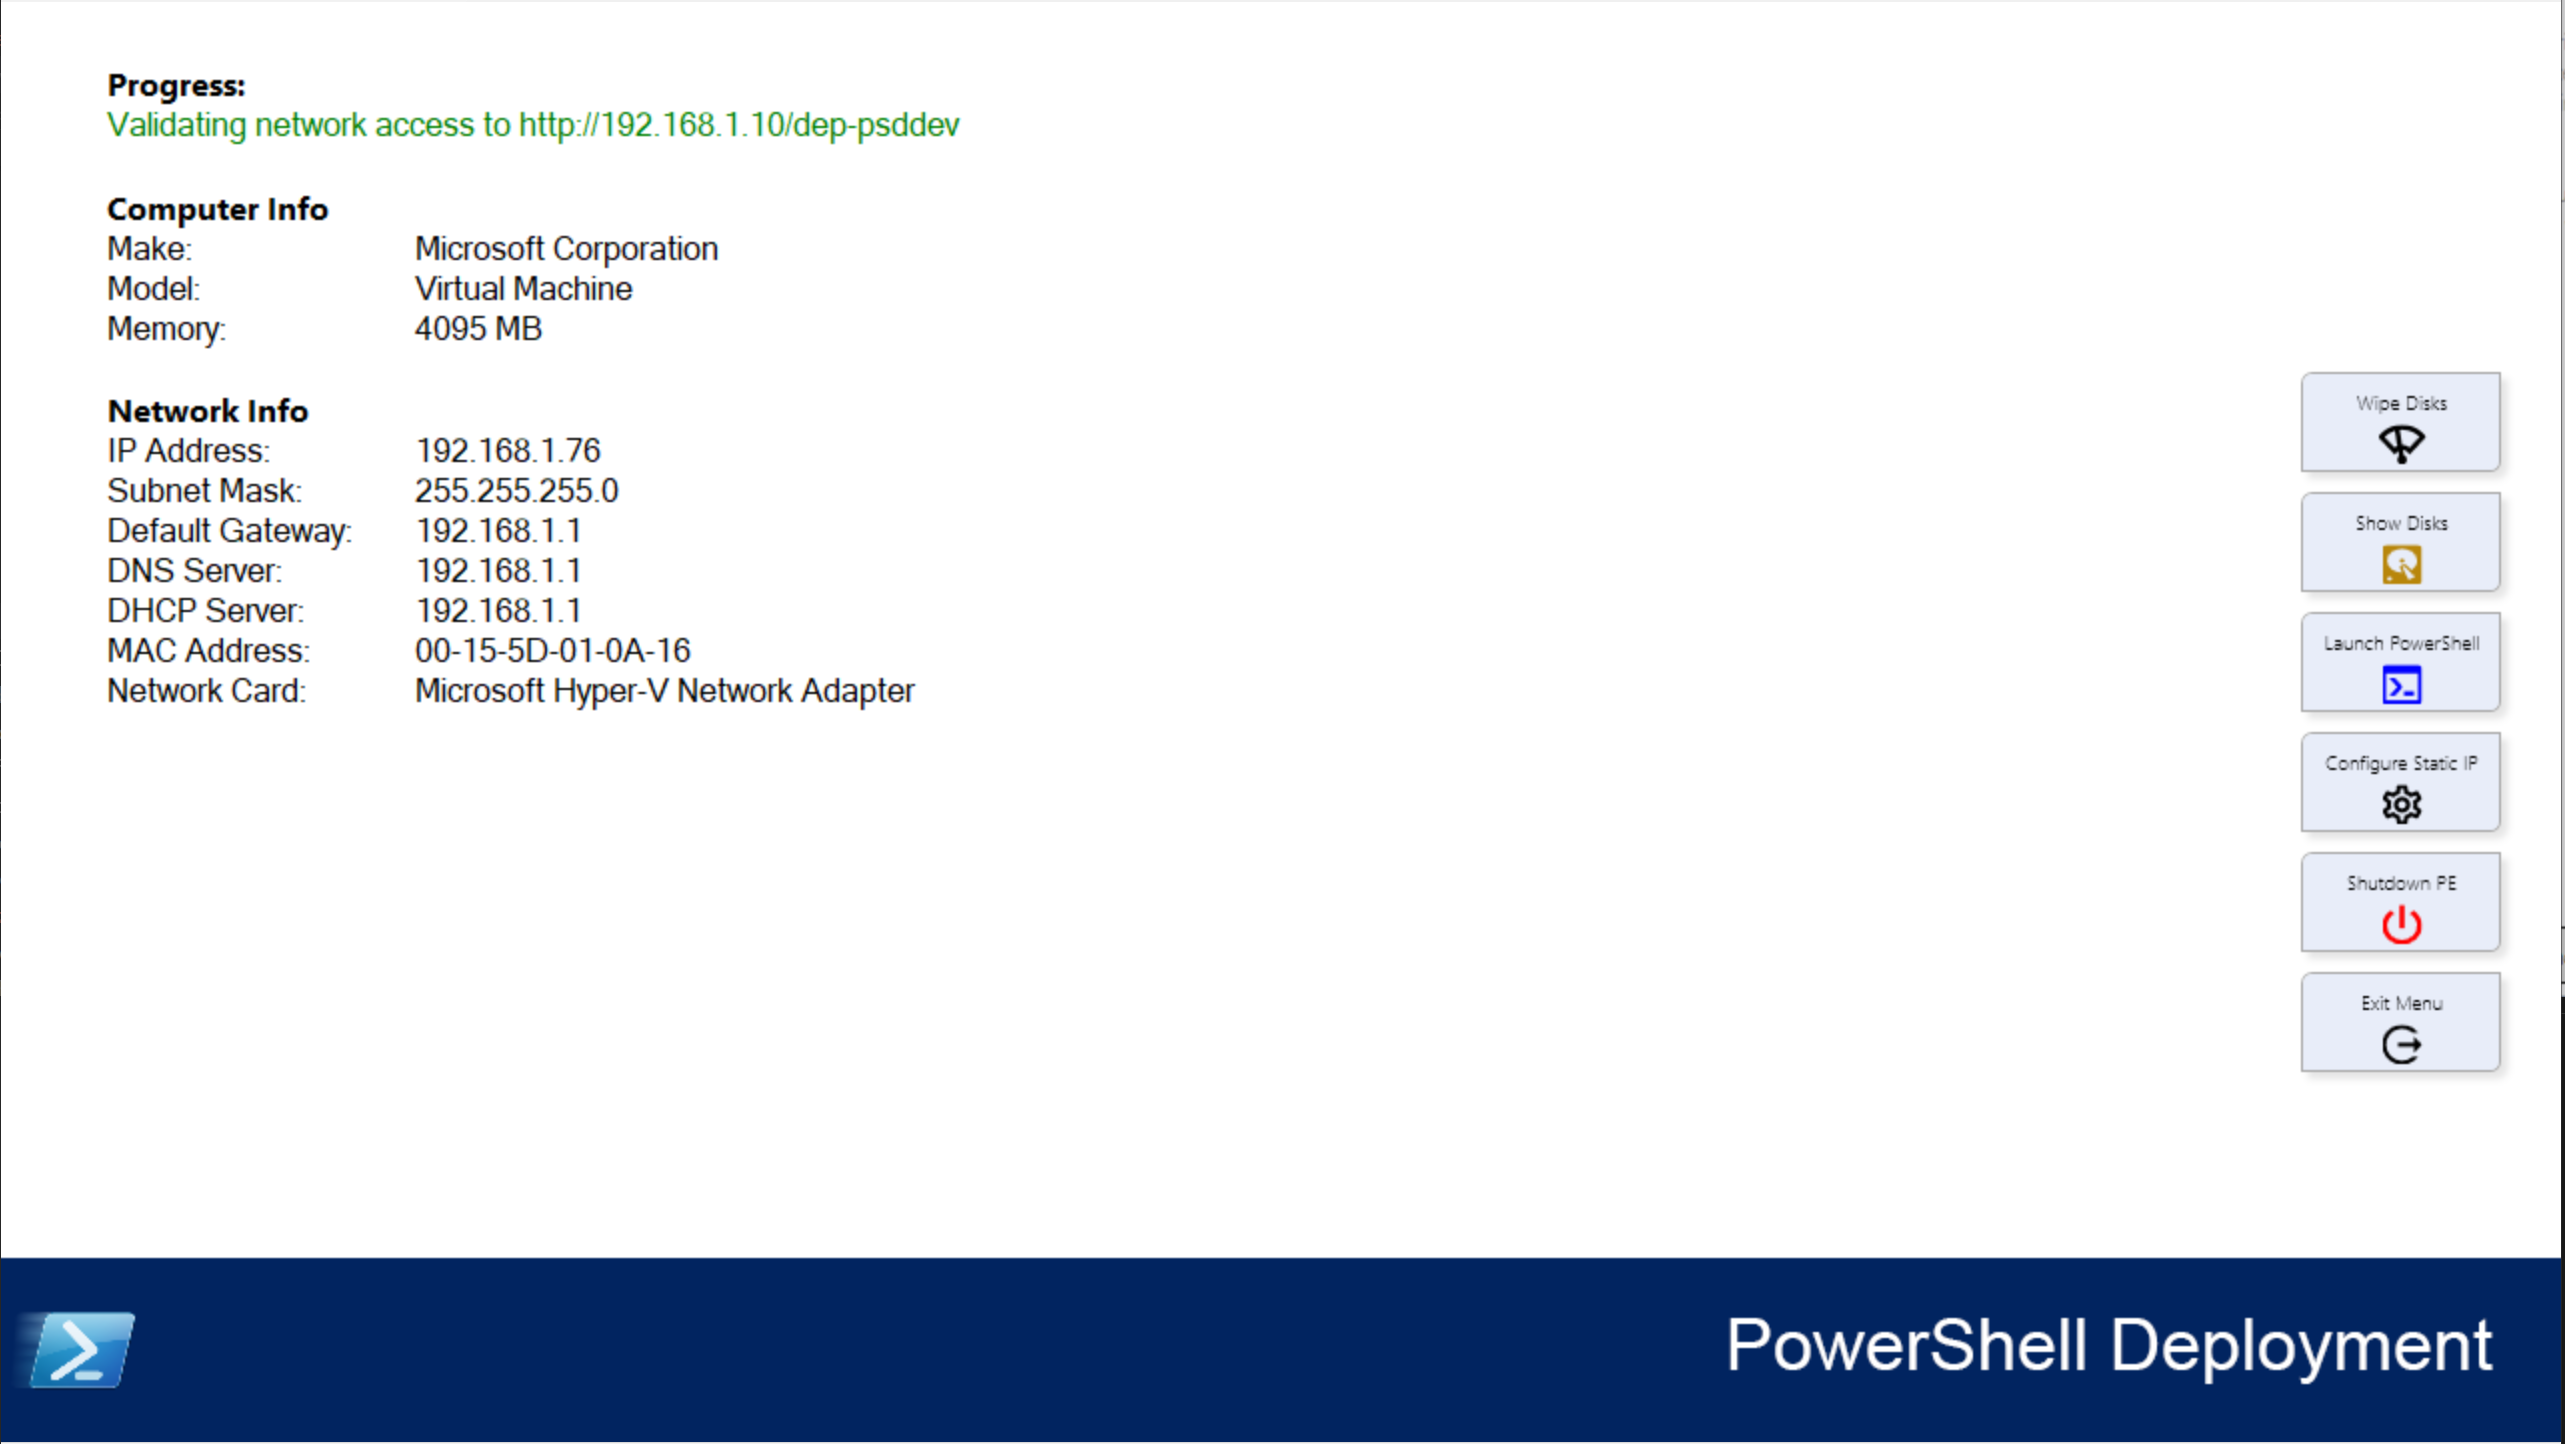 Progress:
Validating network access to http://192.168.1.10/dep-psddev
Computer Info
Make: Microsoft Corporation
Model: Virtual Machine
Memory: 4095 MB
Network Info
IP Address: 192.168.1.76
Subnet Mask: 255.255.255.0
Default Gateway: 192.168.1.1
DNS Server: 192.168.1.1
DHCP Server: 192.168.1.1
MAC Address: 00-15-5D-01-0A-16
Network Card: Microsoft Hyper-V Network Adapter
Wipe Disks
Show Disks
Launch PowerShell
Configure Static IP
Shutdown PE
Exit Menu
PowerShell Deployment